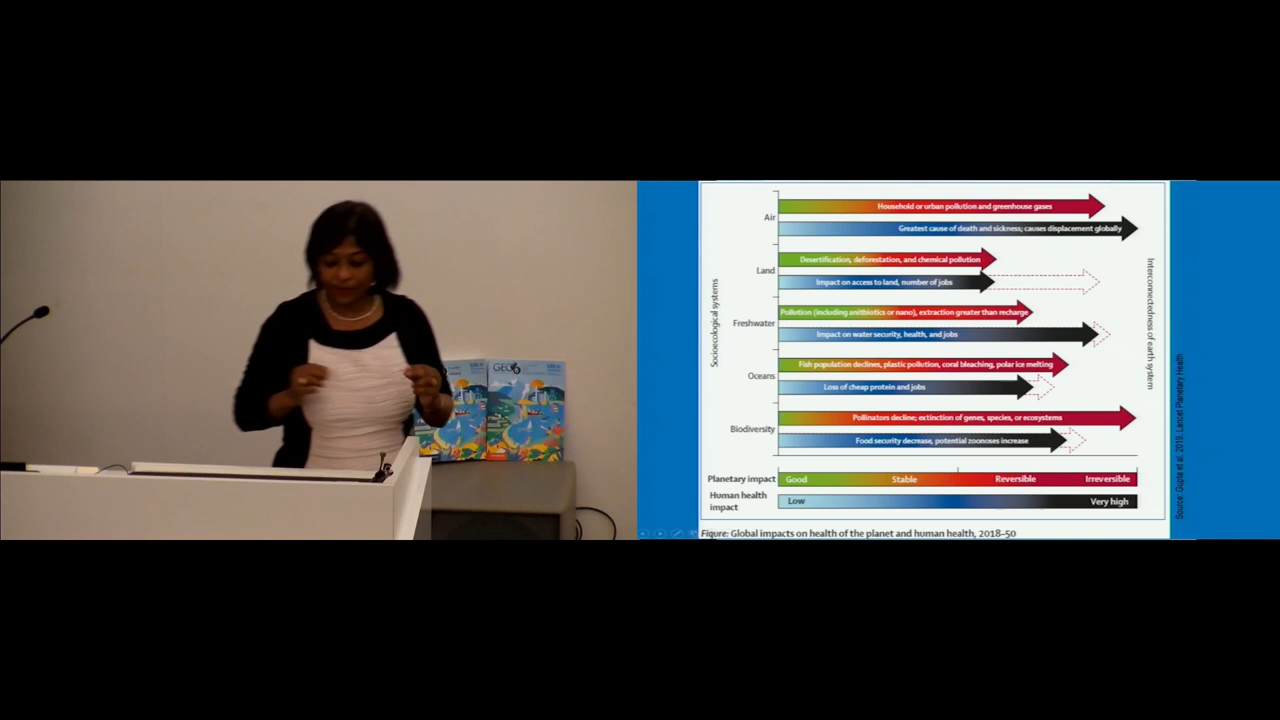 Air
Household or urban pollution and greenhouse gases
Greatest cause of death and sickness; causes displacement globally
Land
Desertification, deforestation, and chemical pollution
Impact on access to land, number of jobs
Freshwater
Pollution (including anitbiotics or nano), extraction greater than recharge
Impact on water security, health, and jobs
Oceans
Fish population declines, plastic pollution, coral bleaching, polar ice melting
Loss of cheap protein and jobs
Biodiversity
Pollinators decline; extinction of genes, species, or ecosystems
Food security decrease, potential zoonoses increase
Socioecological systems
Interconnectedness of earth system
Planetary impact Good Stable Reversible Irreversible
Human health
impact
Low Very high
Figure: Global impacts on health of the planet and human health, 2018–50
Source: Gupta et al. 2019, Lancet Planetary Health
GEO6